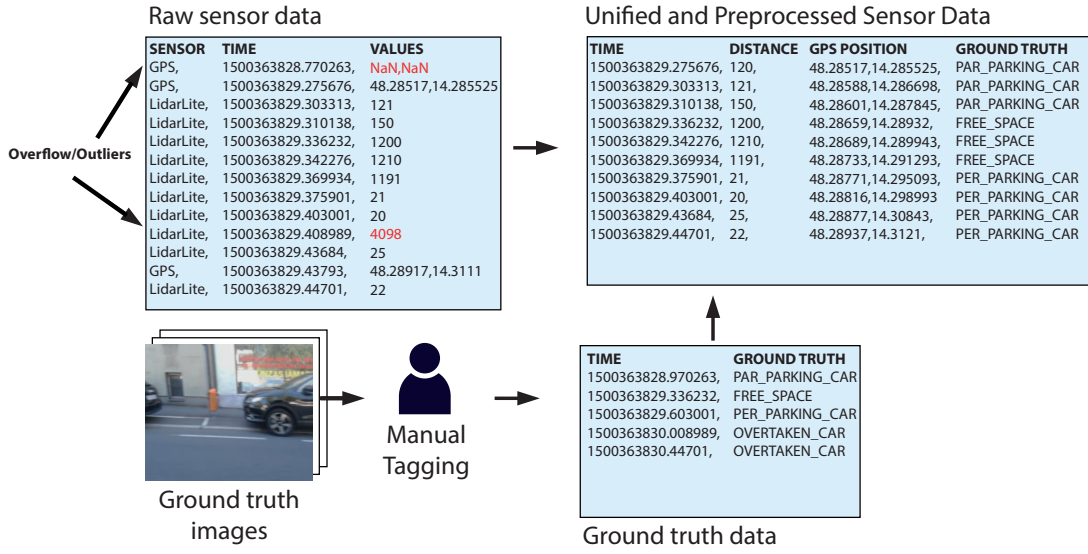 Raw sensor data
SENSOR TIME VALUES
GPS, 1500363828.770263, NaN,NaN
GPS, 1500363829.275676, 48.28517,14.285525
LidarLite, 1500363829.303313, 121
LidarLite, 1500363829.310138, 150
LidarLite, 1500363829.336232, 1200
LidarLite, 1500363829.342276, 1210
LidarLite, 1500363829.369934, 1191
LidarLite, 1500363829.375901, 21
LidarLite, 1500363829.403001, 20
LidarLite, 1500363829.408989, 4098
LidarLite, 1500363829.43684, 25
GPS, 1500363829.43793, 48.28917,14.3111
LidarLite, 1500363829.44701, 22
Overflow/Outliers
Unified and Preprocessed Sensor Data
TIME DISTANCE GPS POSITION GROUND TRUTH
1500363829.275676, 120, 48.28517,14.285525, PAR_PARKING_CAR
1500363829.303313, 121, 48.28588,14.286698, PAR_PARKING_CAR
1500363829.310138, 150, 48.28601,14.287845, PAR_PARKING_CAR
1500363829.336232, 1200, 48.28659,14.28932, FREE_SPACE
1500363829.342276, 1210, 48.28689,14.289943, FREE_SPACE
1500363829.369934, 1191, 48.28733,14.291293, FREE_SPACE
1500363829.375901, 21, 48.28771,14.295093, PER_PARKING_CAR
1500363829.403001, 20, 48.28816,14.298993 PER_PARKING_CAR
1500363829.43684, 25, 48.28877,14.30843, PER_PARKING_CAR
1500363829.44701, 22, 48.28937,14.3121, PER_PARKING_CAR
Ground truth
images
Manual
Tagging
TIME GROUND TRUTH
1500363828.970263, PAR_PARKING_CAR
1500363829.336232, FREE_SPACE
1500363829.603001, PER_PARKING_CAR
1500363830.008989, OVERTAKEN_CAR
1500363830.44701, OVERTAKEN_CAR
Ground truth data